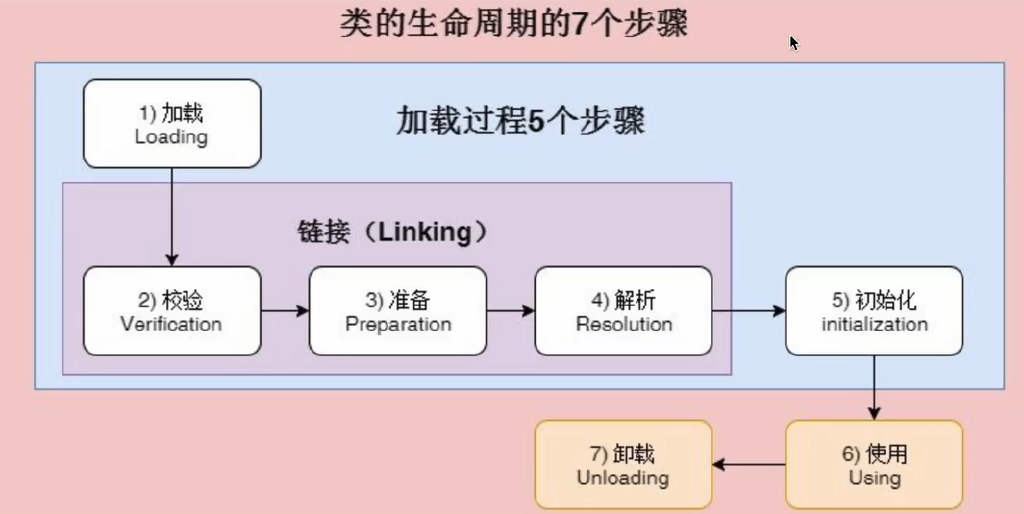 类的生命周期的7个步骤
加载过程5个步骤
1) 加载
Loading
链接（Linking）
2) 校验
Verification
3) 准备
Preparation
4) 解析
Resolution
5) 初始化
initialization
6) 使用
Using
7) 卸载
Unloading